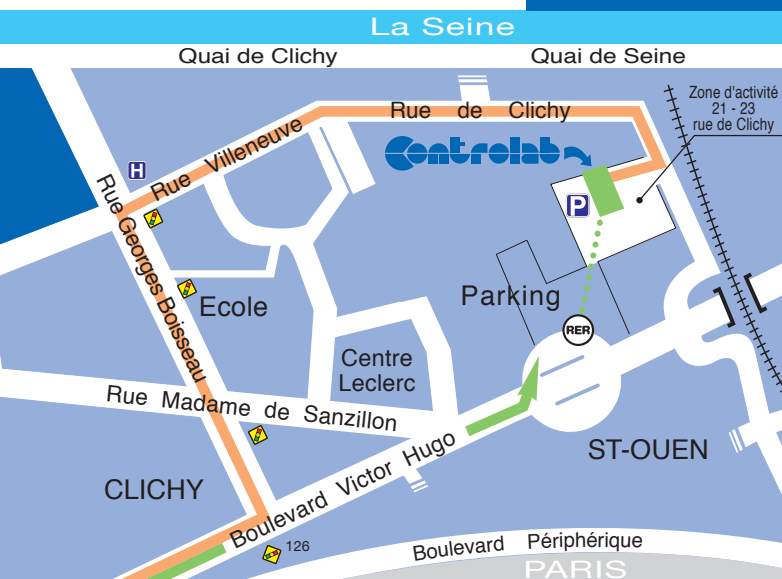 La Seine
Quai de Clichy
Quai de Seine
Zone d'activité
21 - 23
rue de Clichy
Rue de Clichy
Controlab
Rue Villeneuve
H
P
Rue Georges Boisseau
Ecole
Parking
RER
Centre
Leclerc
Rue Madame de Sanzillon
ST-OUEN
CLICHY
Boulevard Victor Hugo
126
Boulevard Périphérique
PARIS